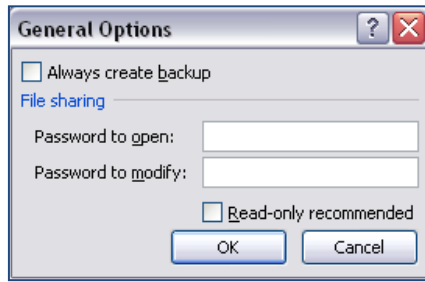 General Options
Always create backup
File sharing
Password to open:
Password to modify:
Read-only recommended
OK Cancel